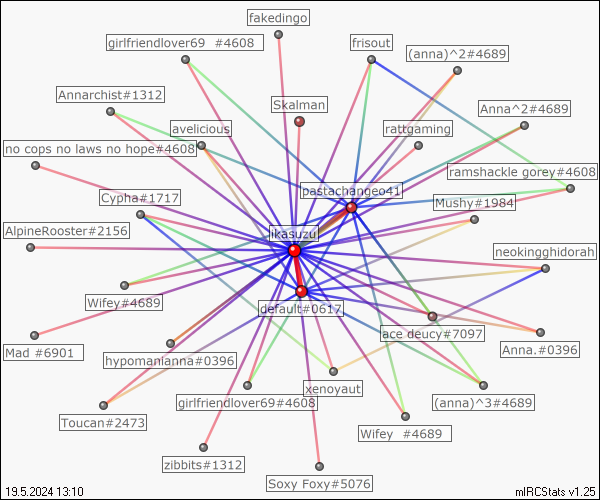 fakedingo
girlfriendlover69 #4608
frisout
(anna)^2#4689
Annarchist#1312
Skalman
Anna^2#4689
avelicious
rattgaming
no cops no laws no hope#4608
ramshackle gorey#4608
pastachangeo41
Cypha#1717
Mushy#1984
AlpineRooster#2156
ikasuzu
neokingghidorah
Wifey#4689
default#0617
ace deucy#7097
Mad #6901
hypomanianna#0396
Anna.#0396
xenoyaut
girlfriendlover69#4608
(anna)^3#4689
Toucan#2473
Wifey #4689
zibbits#1312
Soxy Foxy#5076
19.5.2024 13:10
mIRCStats v1.25